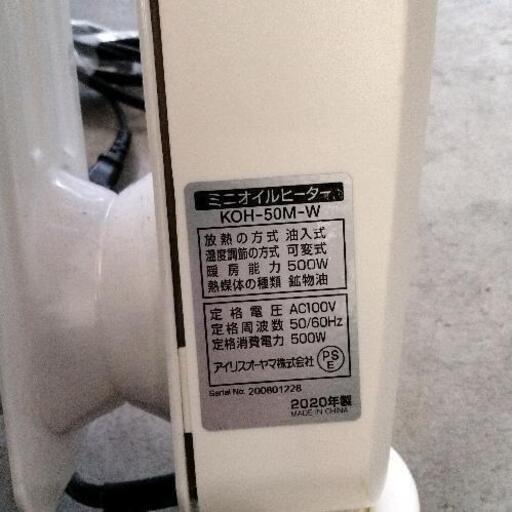 ミニオイルヒーター
KOH-50M-W
放熱の方式 油入式
温度調節の方式 可変式
暖房能力 500W
熱媒体の種類 鉱物油
定格電圧 AC100V
定格周波数 50/60Hz
定格消費電力 500W
アイリスオーヤマ株式会社
PS
E
Serial No. 200801228
2020年製
MADE IN CHINA